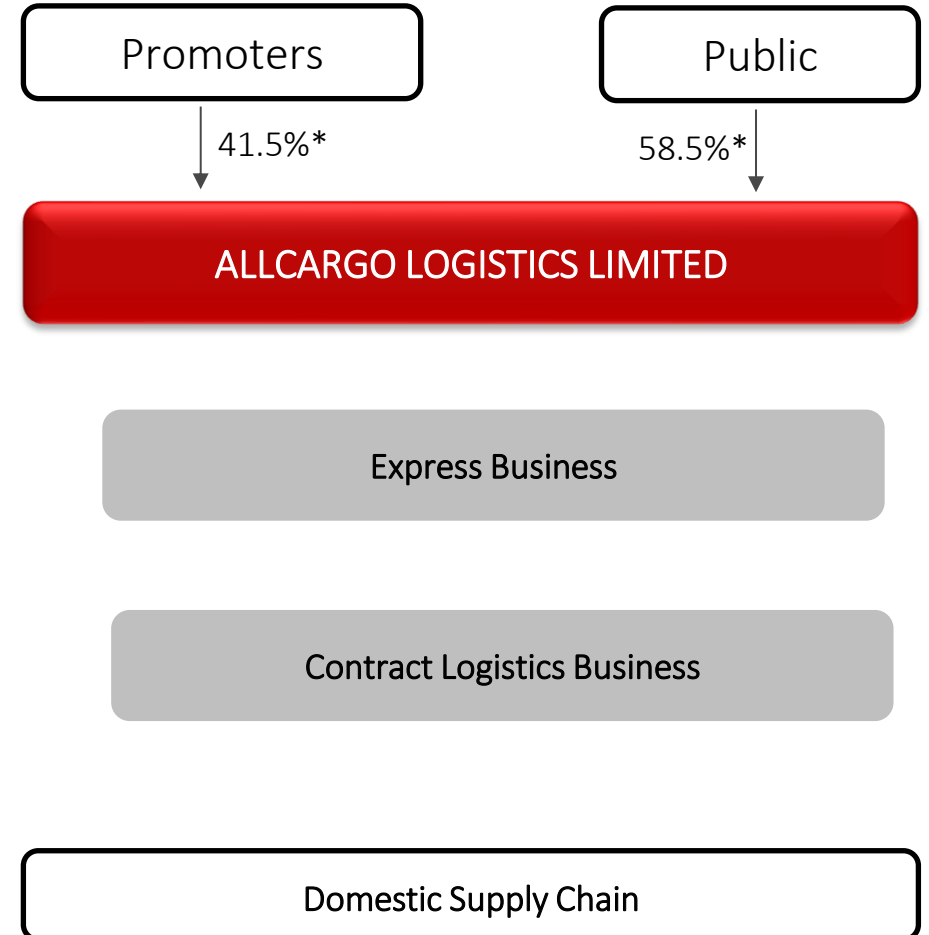 Promoters
Public
41.5%*
58.5%*
ALLCARGO LOGISTICS LIMITED
Express Business
Contract Logistics Business
Domestic Supply Chain